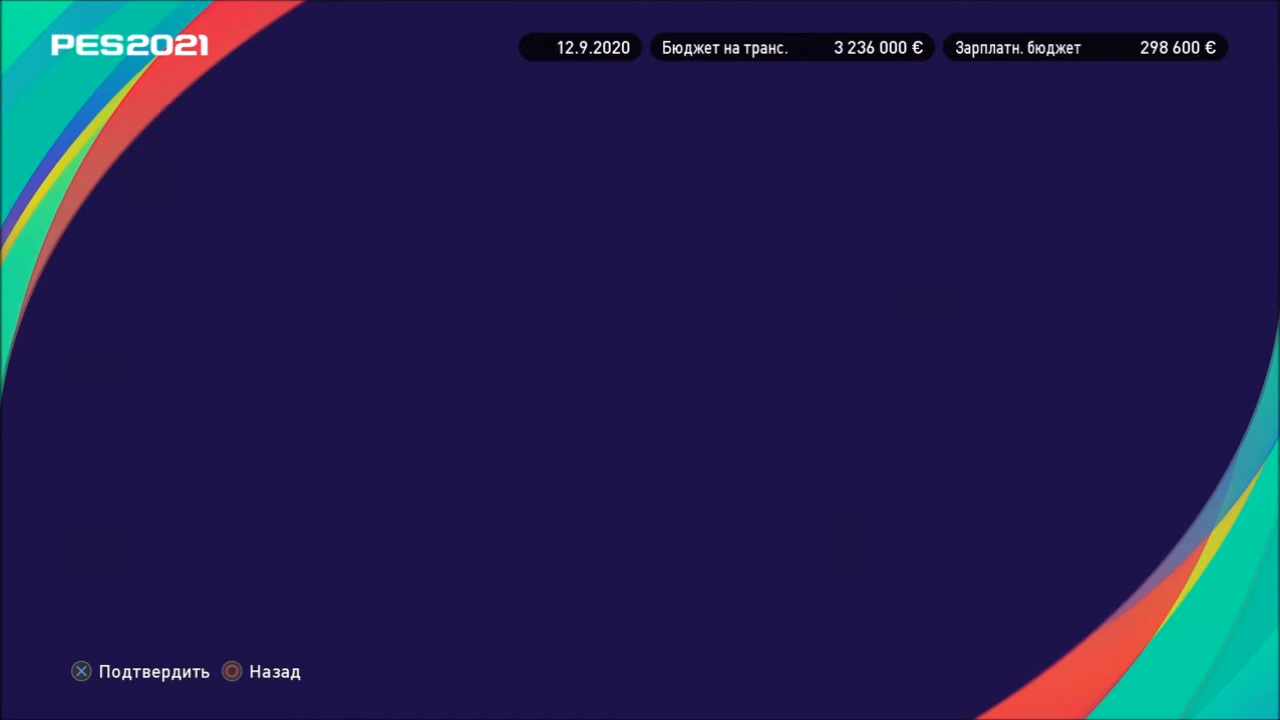 PES2021
12.9.2020 Бюджет на транс. 3 236 000 € Зарплатн. бюджет 298 600 €
Подтвердить Назад